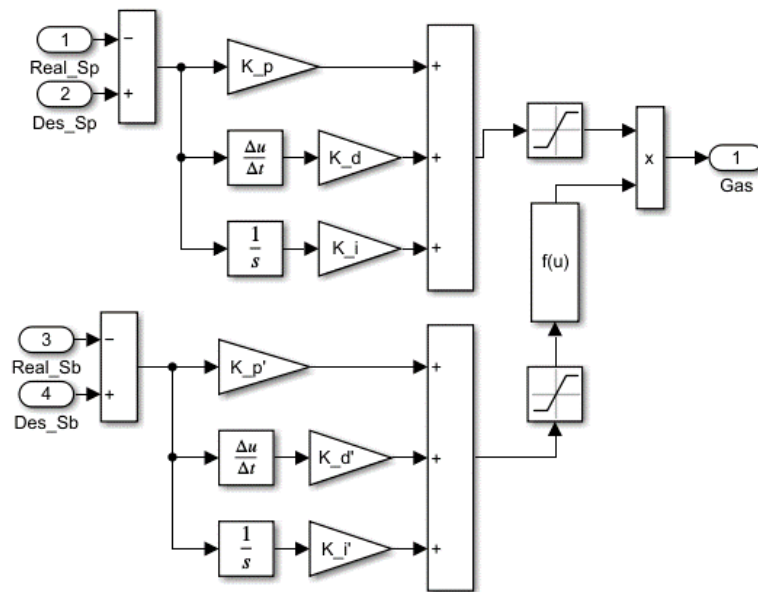 1
−
Real_Sp
2
+
Des_Sp
K_p
+
Δu
Δt
K_d
+
1
s
K_i
+
x
1
Gas
f(u)
3
−
Real_Sb
4
+
Des_Sb
K_p'
+
Δu
Δt
K_d'
+
1
s
K_i'
+